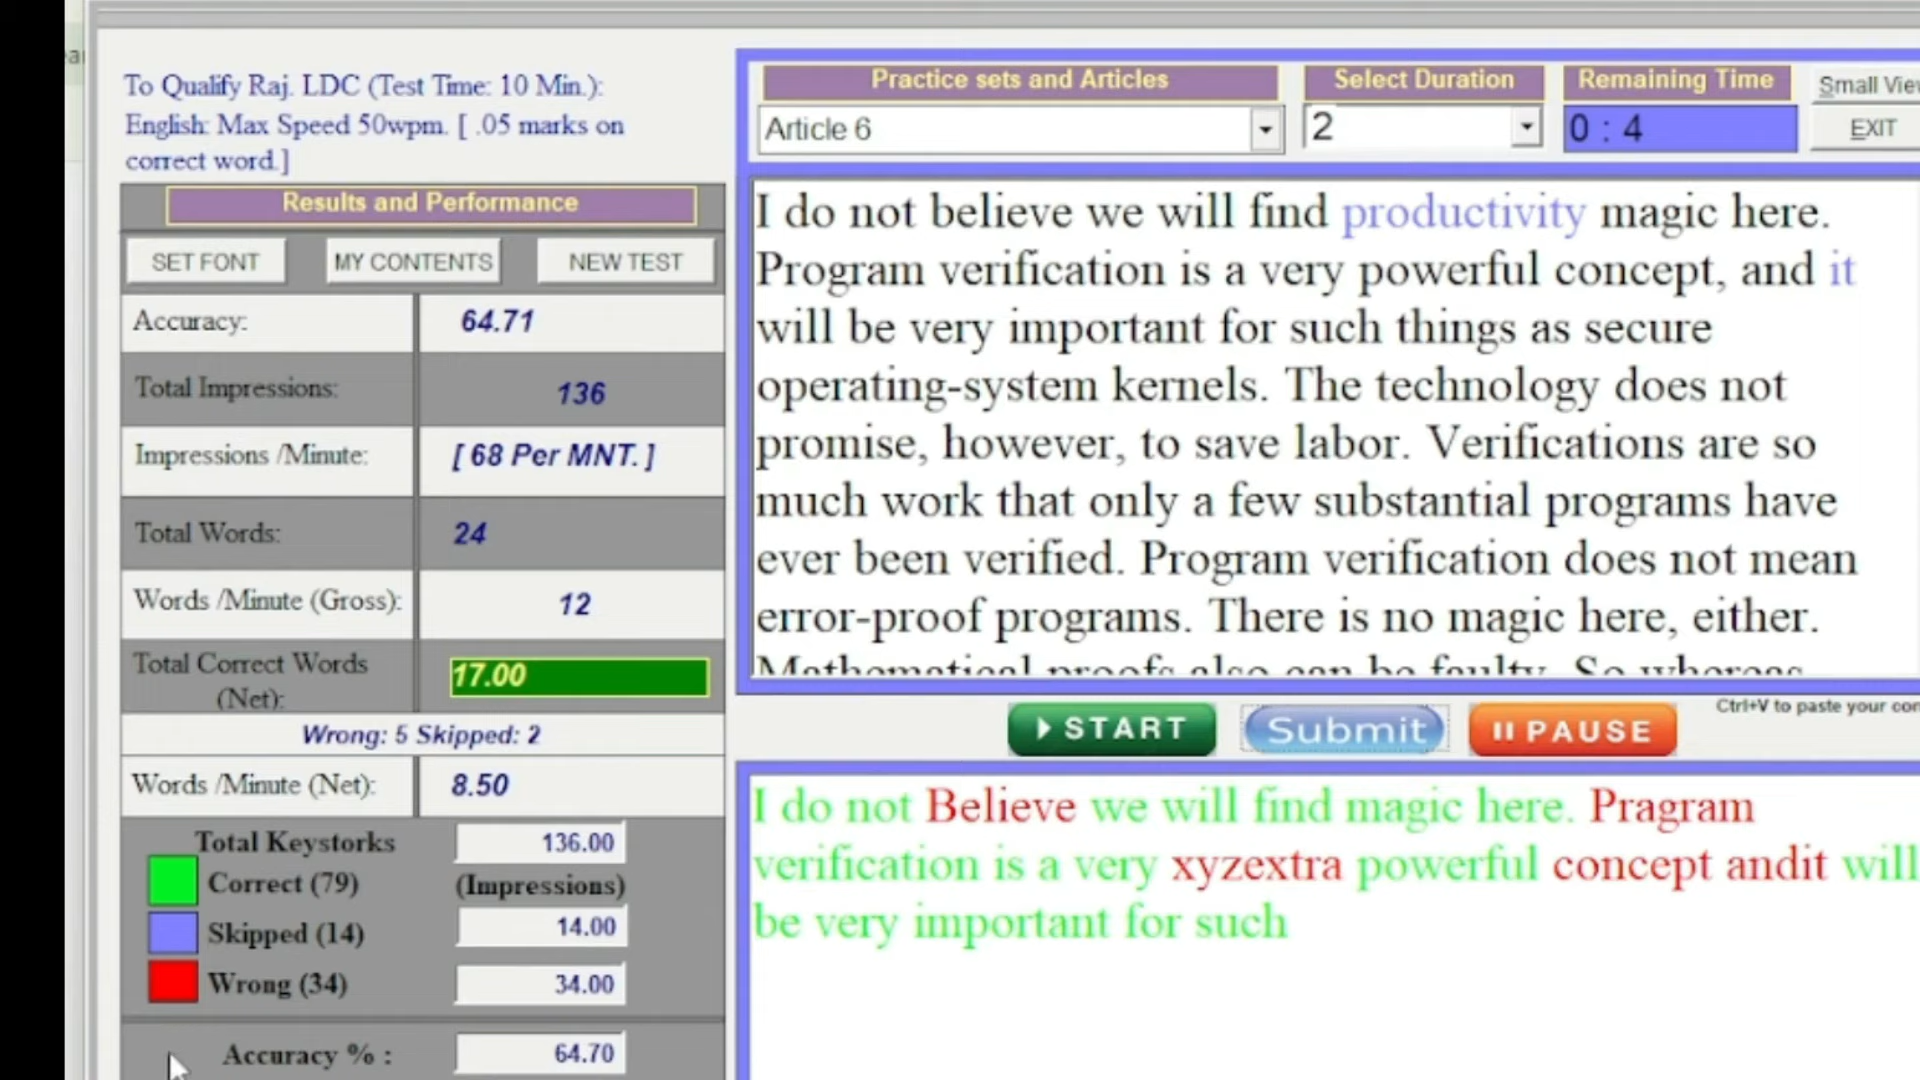 To Qualify Raj. LDC (Test Time: 10 Min.):
English: Max Speed 50wpm. [ .05 marks on
correct word.]
Results and Performance
SET FONT
MY CONTENTS
NEW TEST
Accuracy:
64.71
Total Impressions:
136
Impressions /Minute:
[ 68 Per MNT. ]
Total Words:
24
Words /Minute (Gross):
12
Total Correct Words
(Net):
17.00
Wrong: 5 Skipped: 2
Words /Minute (Net):
8.50
Total Keystorks
136.00
Correct (79)
(Impressions)
Skipped (14)
14.00
Wrong (34)
34.00
Accuracy % :
64.70
Practice sets and Articles
Select Duration
Remaining Time
Article 6
2
0 : 4
EXIT
I do not believe we will find productivity magic here.
Program verification is a very powerful concept, and it
will be very important for such things as secure
operating-system kernels. The technology does not
promise, however, to save labor. Verifications are so
much work that only a few substantial programs have
ever been verified. Program verification does not mean
error-proof programs. There is no magic here, either.
Mathematical proofs also can be faulty. So whereas
START
Submit
PAUSE
Ctrl+V to paste your
I do not Believe we will find magic here. Pragram
verification is a very xyzextra powerful concept andit will
be very important for such
Small